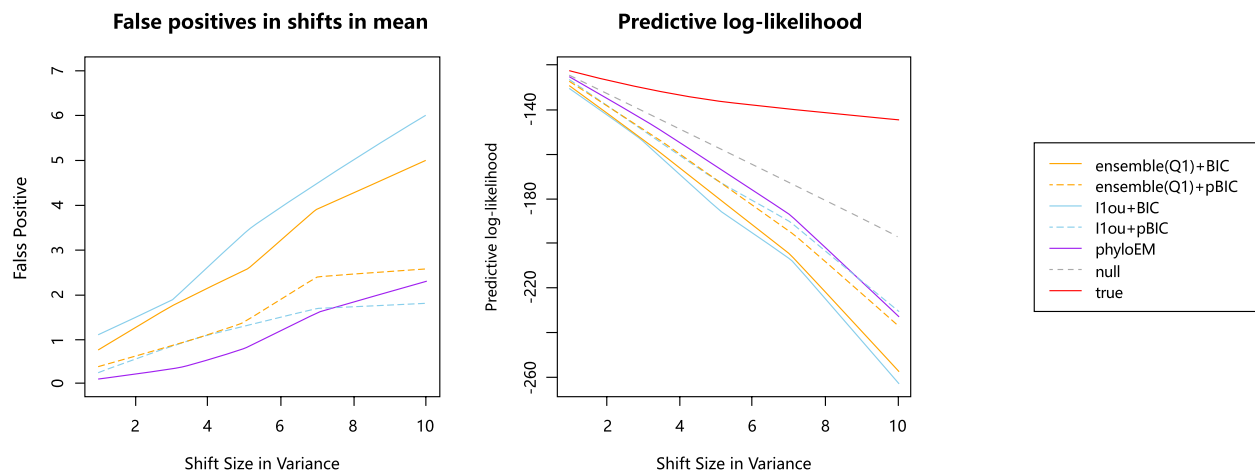 False positives in shifts in mean
Falss Positive
7
6
5
4
3
2
1
0
2 4 6 8 10
Shift Size in Variance
Predictive log-likelihood
Predictive log-likelihood
-140
-180
-220
-260
2 4 6 8 10
Shift Size in Variance
ensemble(Q1)+BIC
ensemble(Q1)+pBIC
l1ou+BIC
l1ou+pBIC
phyloEM
null
true